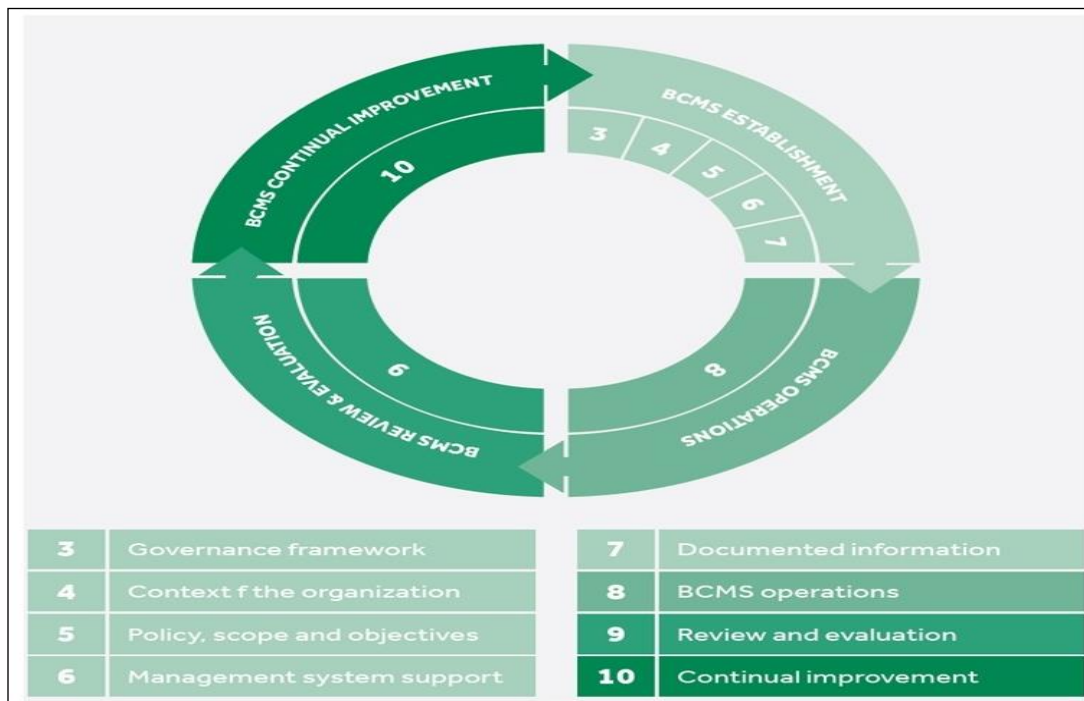 BCMS CONTINUAL IMPROVEMENT
10
BCMS ESTABLISHMENT
3
4
5
6
7
BCMS REVIEW & EVALUATION
9
BCMS OPERATIONS
8
3 Governance framework
4 Context f the organization
5 Policy, scope and objectives
6 Management system support
7 Documented information
8 BCMS operations
9 Review and evaluation
10 Continual improvement